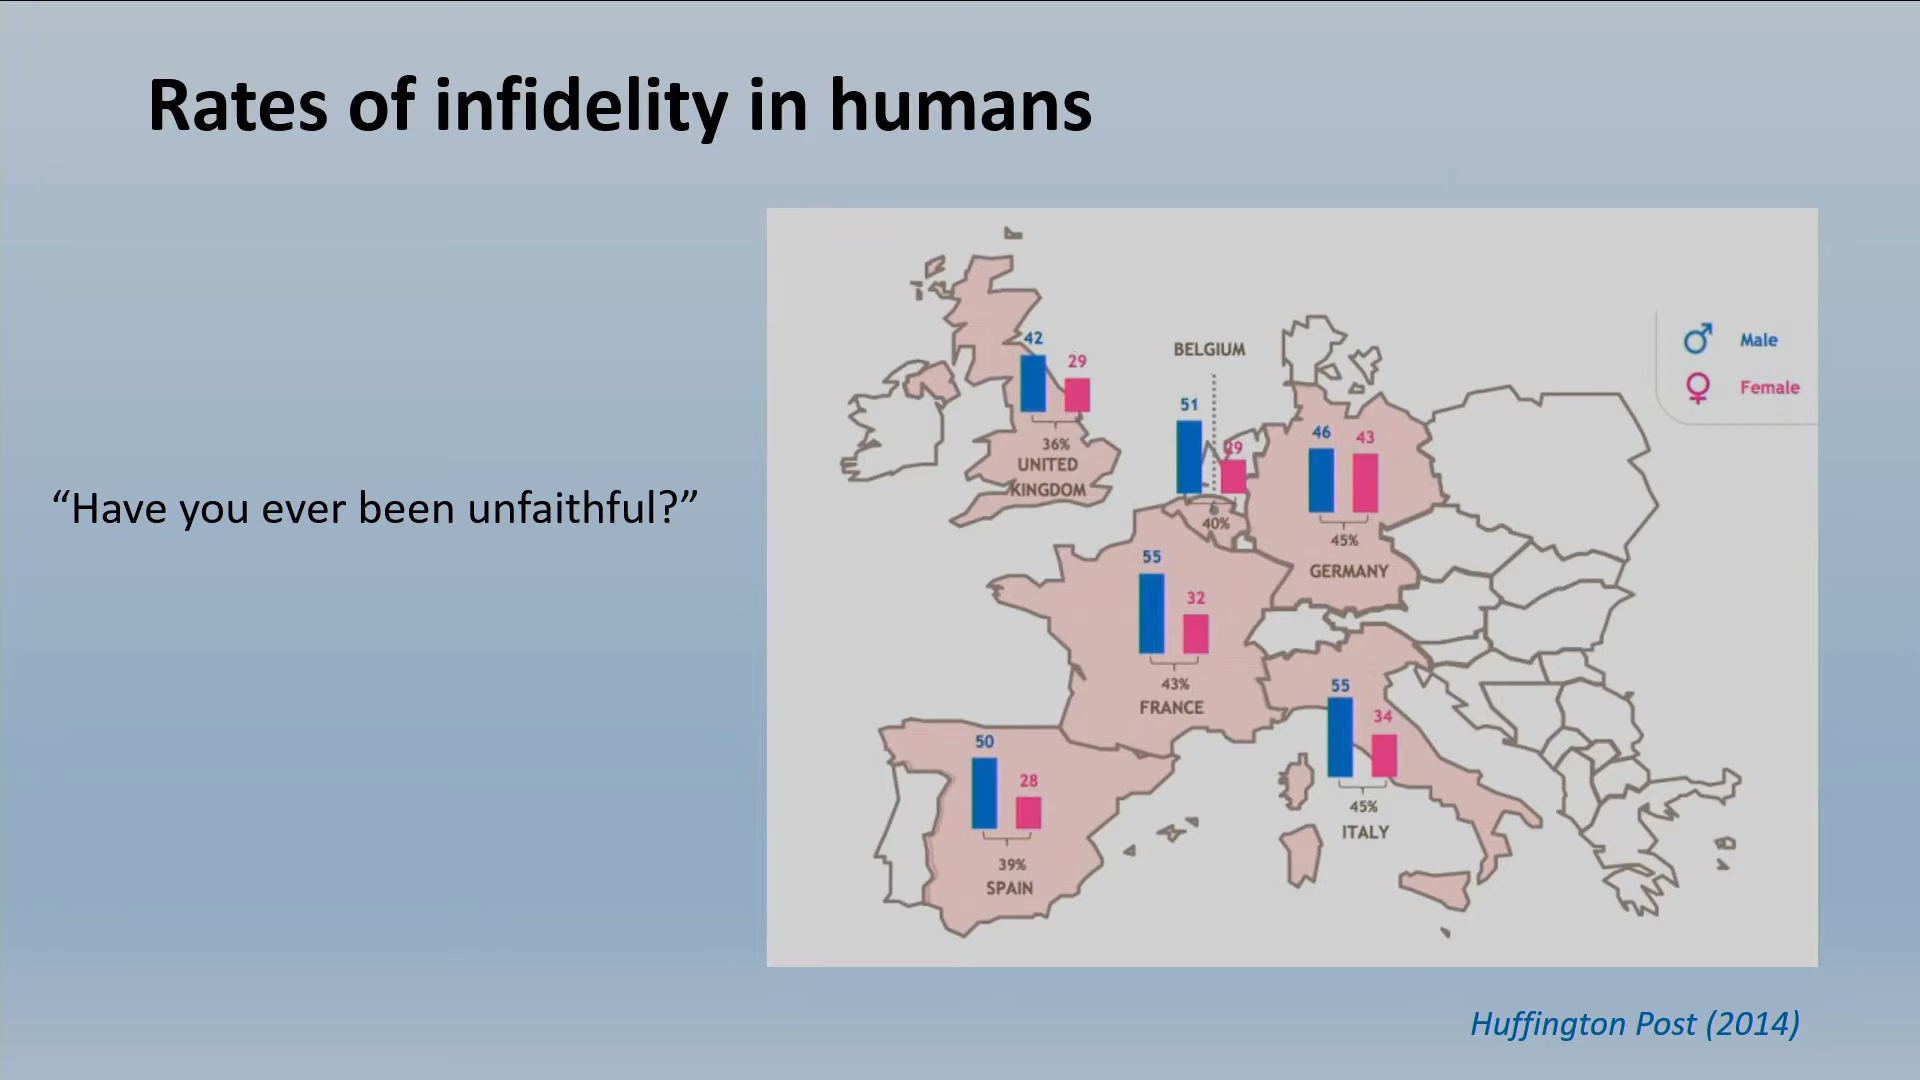 Rates of infidelity in humans
“Have you ever been unfaithful?”
Male
Female
42
29
36%
UNITED
KINGDOM
BELGIUM
51
29
40%
46
43
45%
GERMANY
55
32
43%
FRANCE
55
34
45%
ITALY
50
28
39%
SPAIN
Huffington Post (2014)